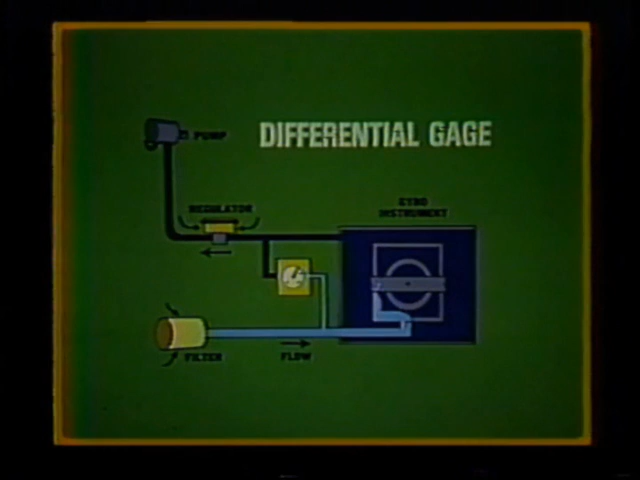 DIFFERENTIAL GAGE
PUMP
REGULATOR
GYRO
INSTRUMENT
FILTER
FLOW